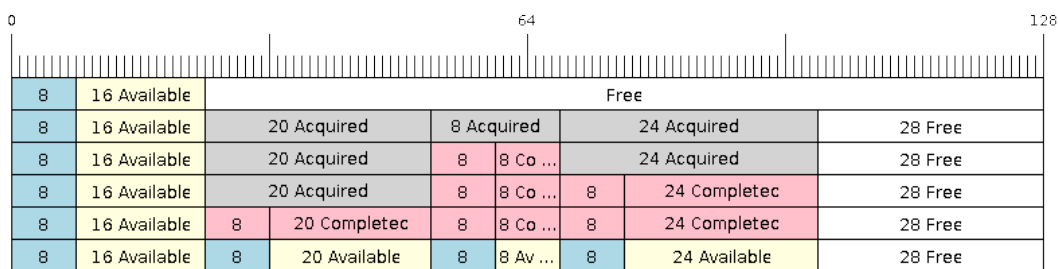 0 64 128
8 16 Available Free
8 16 Available 20 Acquired 8 Acquired 24 Acquired 28 Free
8 16 Available 20 Acquired 8 8 Co ... 24 Acquired 28 Free
8 16 Available 20 Acquired 8 8 Co ... 8 24 Completec 28 Free
8 16 Available 8 20 Completec 8 8 Co ... 8 24 Completec 28 Free
8 16 Available 8 20 Available 8 8 Av ... 8 24 Available 28 Free